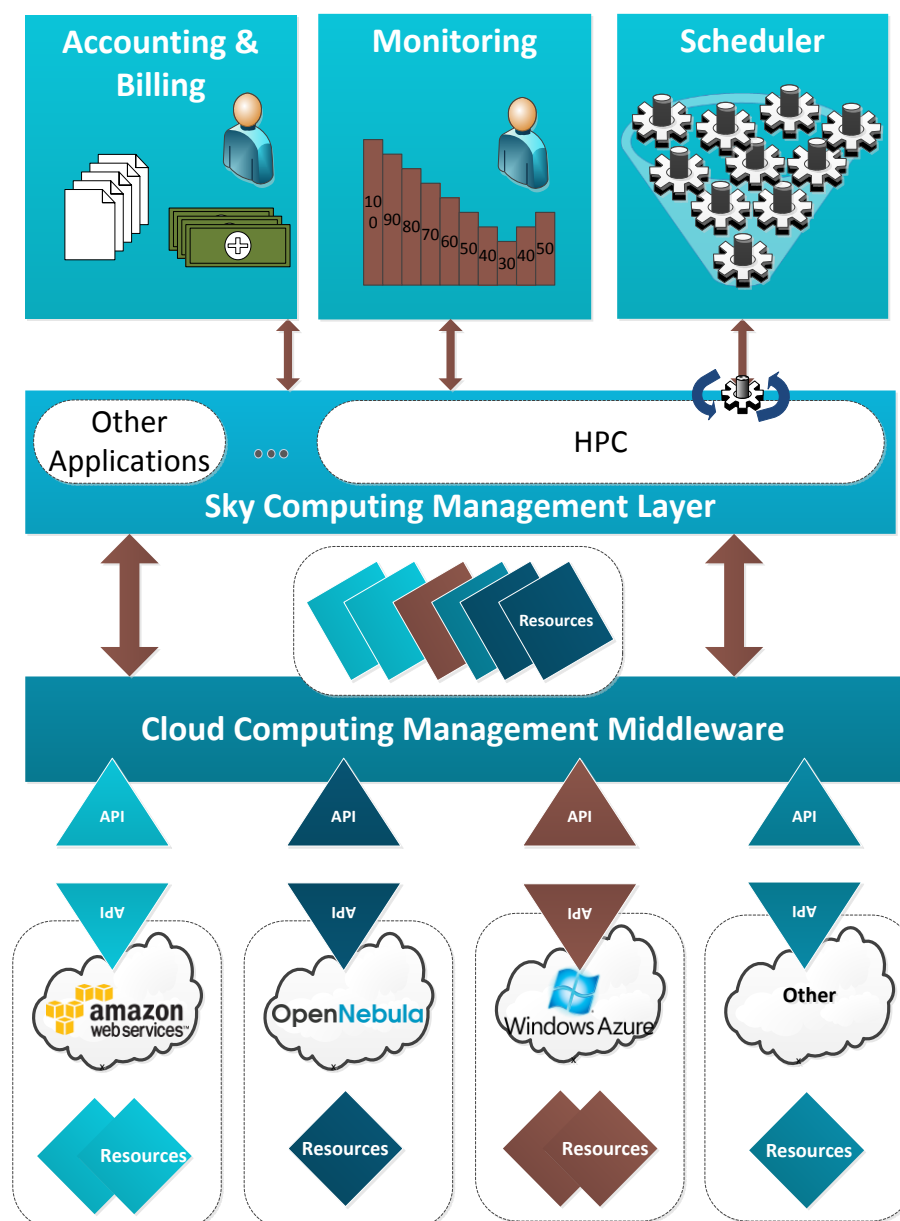 Accounting &
Billing
Monitoring
Scheduler
10
0
90
80
70
60
50
40
30
40
50
Other
Applications
...
HPC
Sky Computing Management Layer
Resources
Cloud Computing Management Middleware
API
API
API
API
API
API
API
API
amazon
web services™
OpenNebula
Windows Azure
Other
x
x
x
x
Resources
Resources
Resources
Resources